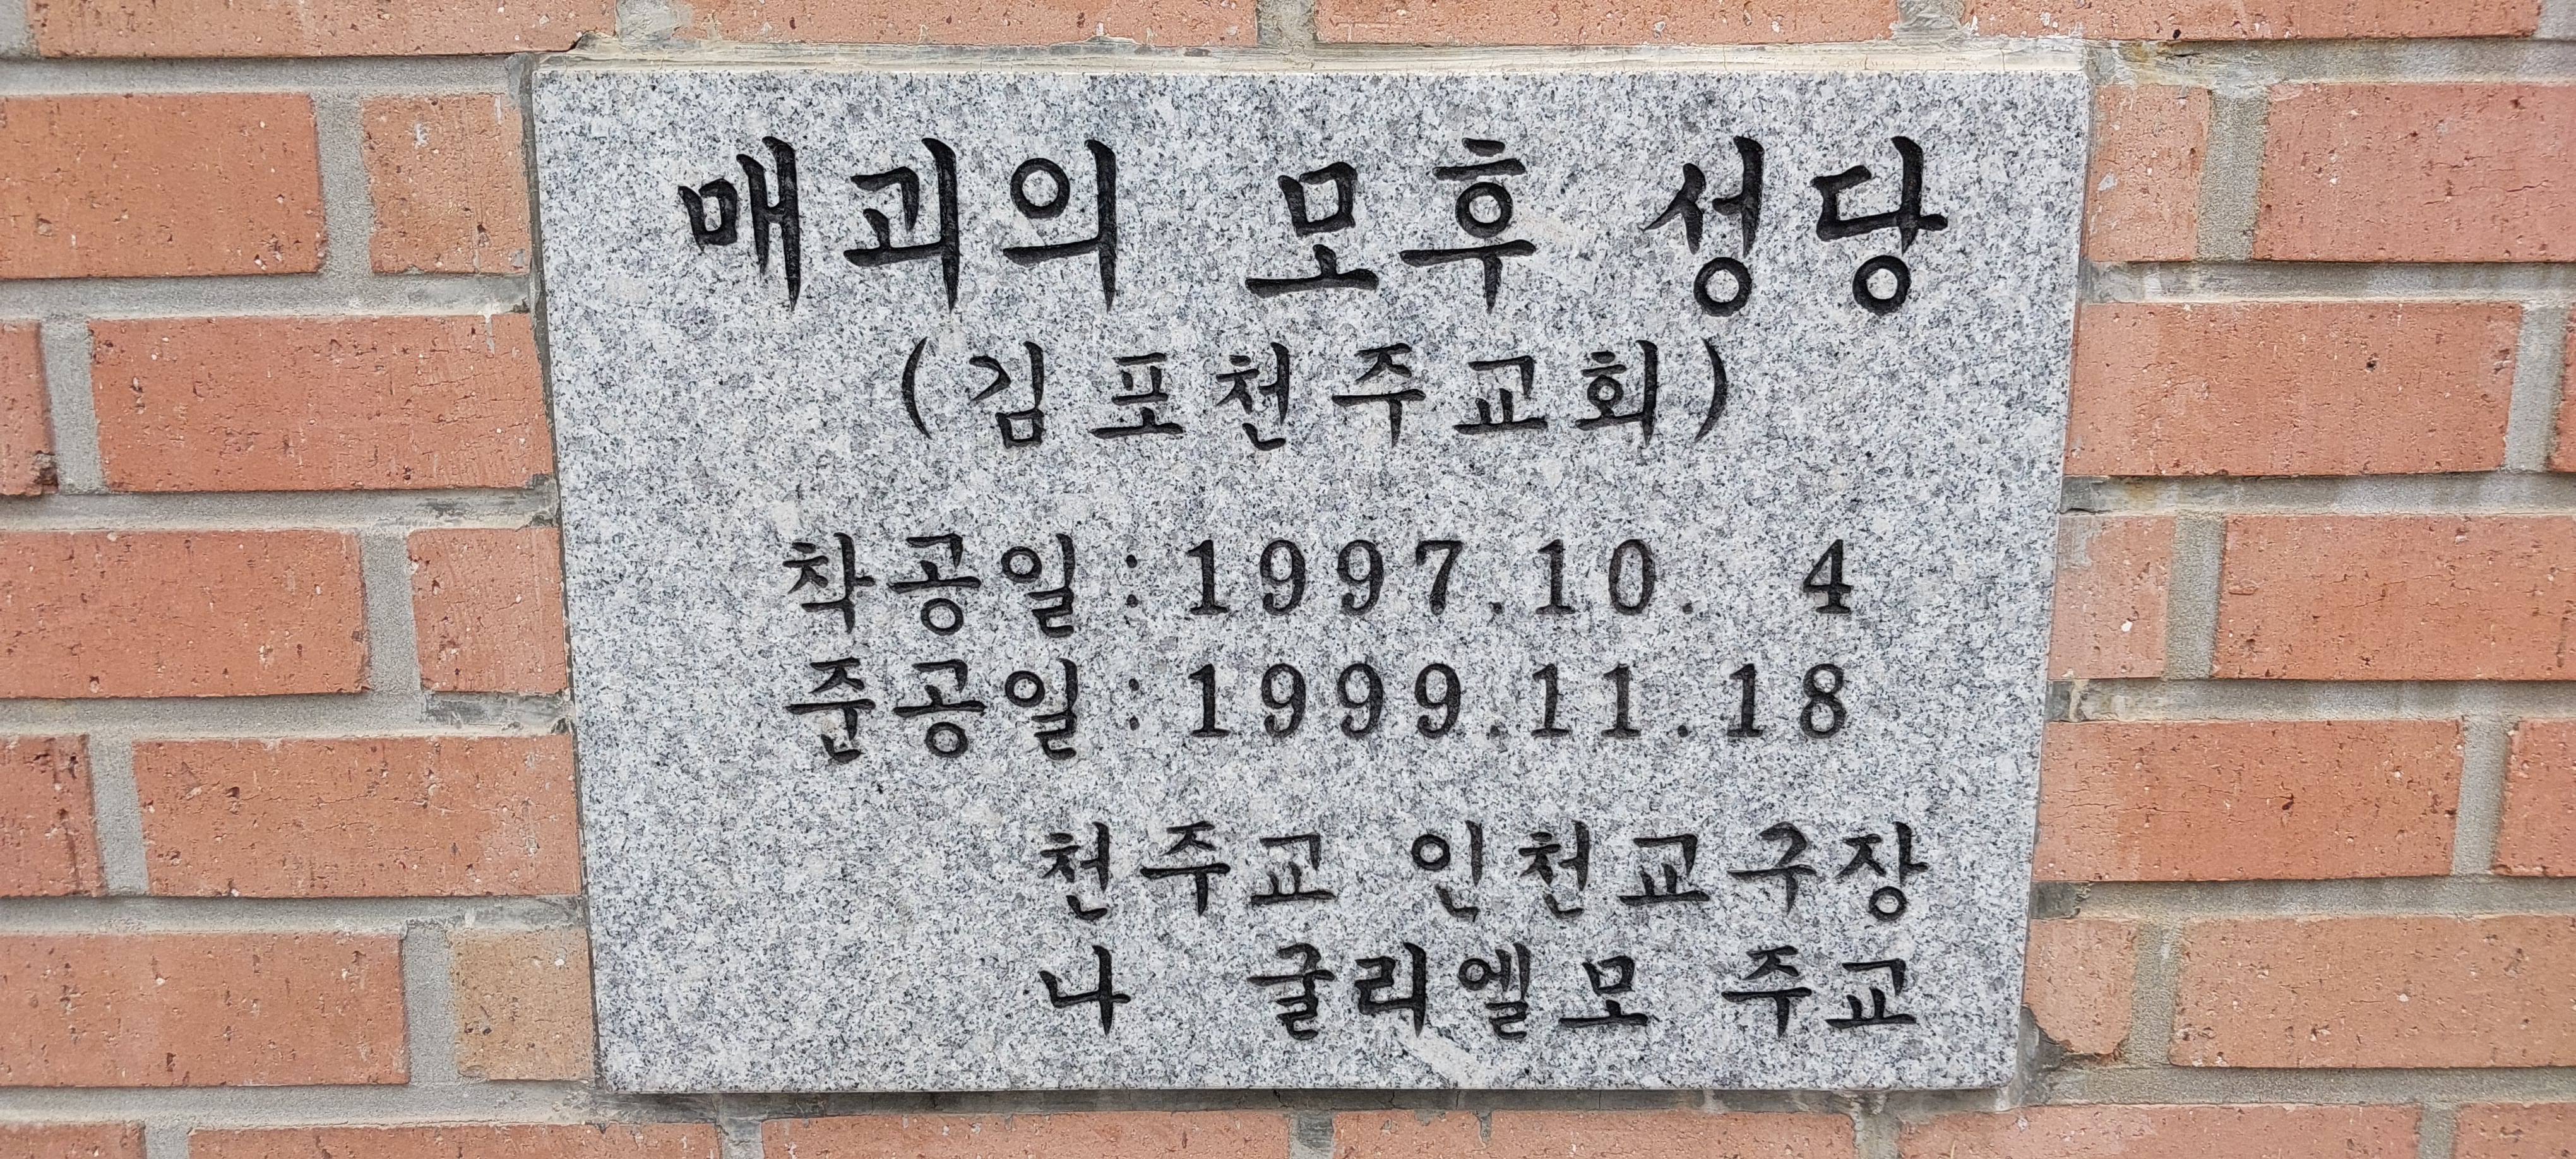 매괴의 모후 성당
(김포천주교회)
착공일:1997.10. 4
준공일:1999.11.18
천주교 인천교구장
나 굴리엘모 주교